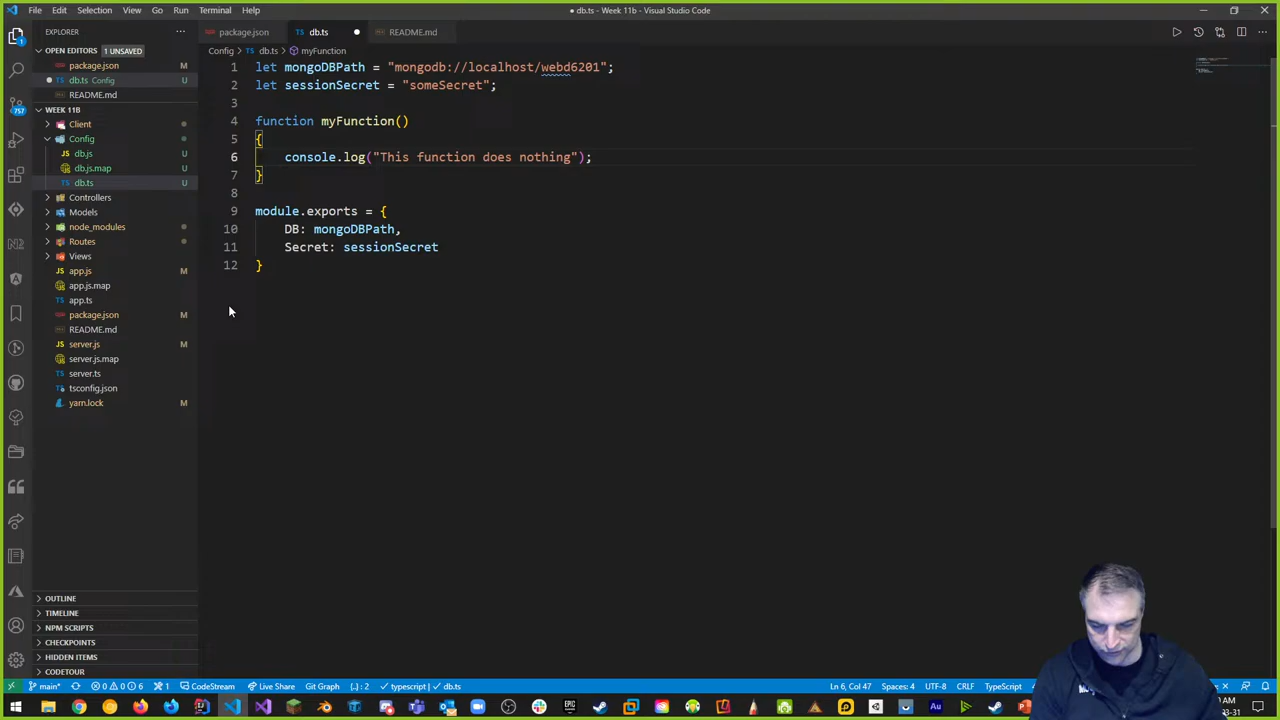 File Edit Selection View Go Run Terminal Help
● db.ts - Week 11b - Visual Studio Code
EXPLORER ···
package.json
db.ts ●
README.md
OPEN EDITORS 1 UNSAVED
package.json
db.ts Config
README.md
WEEK 11B
Client
Config
db.js U
db.js.map U
db.ts U
Controllers
Models
node_modules
Routes
Views
app.js M
app.js.map
app.ts
package.json M
README.md
server.js M
server.js.map
server.ts
tsconfig.json
yarn.lock M
OUTLINE
TIMELINE
NPM SCRIPTS
CHECKPOINTS
HIDDEN ITEMS
CODETOUR
Config > TS db.ts > myFunction
1 let mongoDBPath = "mongodb://localhost/webd6201";
2 let sessionSecret = "someSecret";
3
4 function myFunction()
5 {
6 console.log("This function does nothing");
7 }
8
9 module.exports = {
10 DB: mongoDBPath,
11 Secret: sessionSecret
12 }
757
main* 0 0 6 1 CodeStream Live Share Git Graph {..} : 2 typescript | db.ts
Ln 6, Col 47 Spaces: 4 UTF-8 CRLF TypeScript
AM
03-31